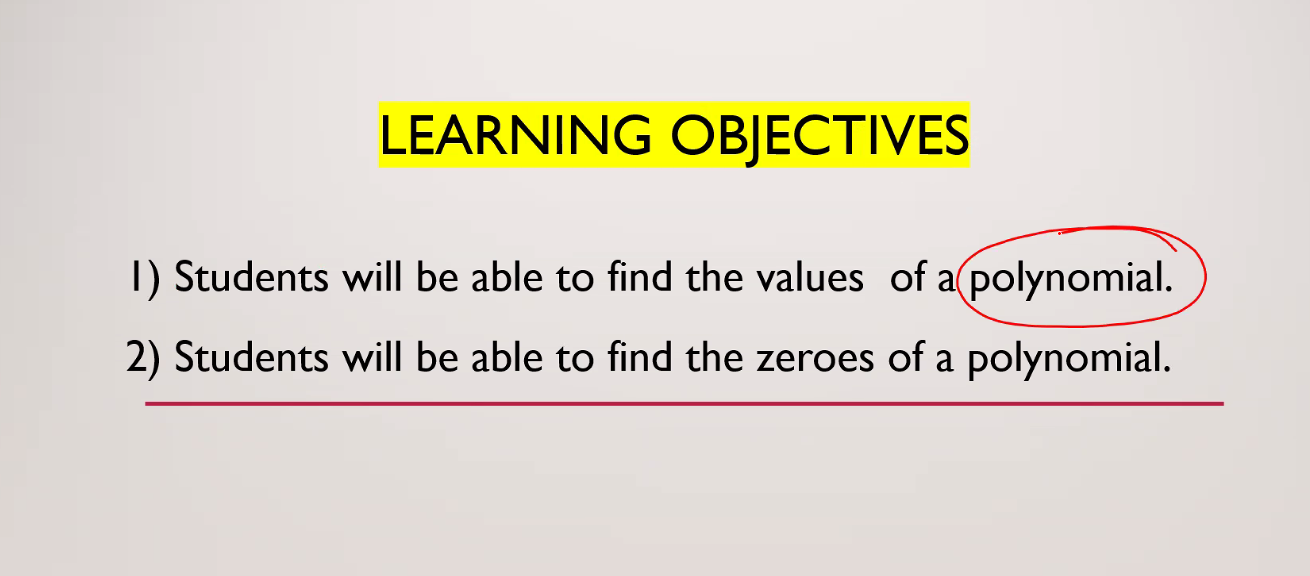 LEARNING OBJECTIVES
1) Students will be able to find the values  of a polynomial.
2) Students will be able to find the zeroes of a polynomial.